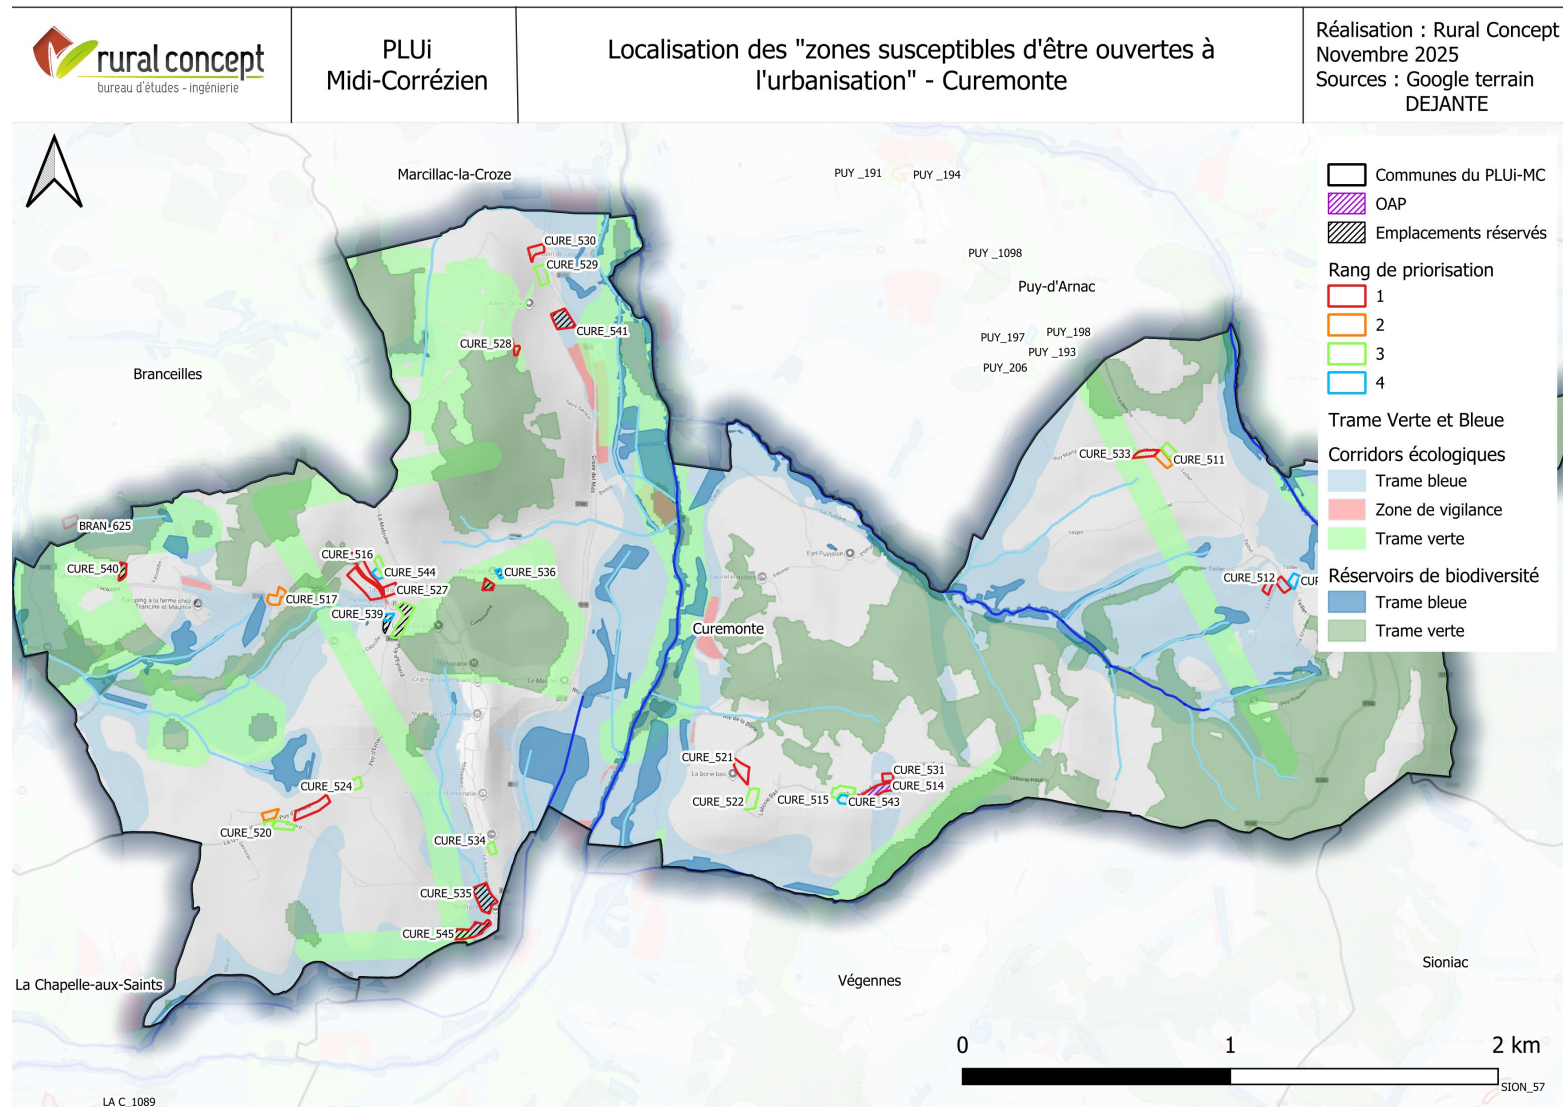 rural concept
bureau d'études - ingénierie
PLUi
Midi-Corrézien
Localisation des "zones susceptibles d'être ouvertes à
l'urbanisation" - Curemonte
Réalisation : Rural Concept
Novembre 2025
Sources : Google terrain
DEJANTE
Communes du PLUi-MC
OAP
Emplacements réservés
Rang de priorisation
1
2
3
4
Trame Verte et Bleue
Corridors écologiques
Trame bleue
Zone de vigilance
Trame verte
Réservoirs de biodiversité
Trame bleue
Trame verte
Marcillac-la-Croze
PUY _191
PUY _194
CURE_530
CURE_529
PUY _1098
Puy-d'Arnac
CURE_541
CURE_528
PUY_197
PUY _198
PUY _193
PUY_206
Branceilles
CURE_533
CURE_511
BRAN_625
CURE_540
CURE_516
CURE_544
CURE_527
CURE_536
CURE_517
CURE_539
CURE_512
CUR
Curemonte
CURE_521
CURE_531
CURE_514
CURE_522
CURE_515
CURE_543
CURE_524
CURE_520
CURE_534
CURE_535
CURE_545
La Chapelle-aux-Saints
Végennes
Sioniac
0
1
2 km
SION_57
LA C_1089